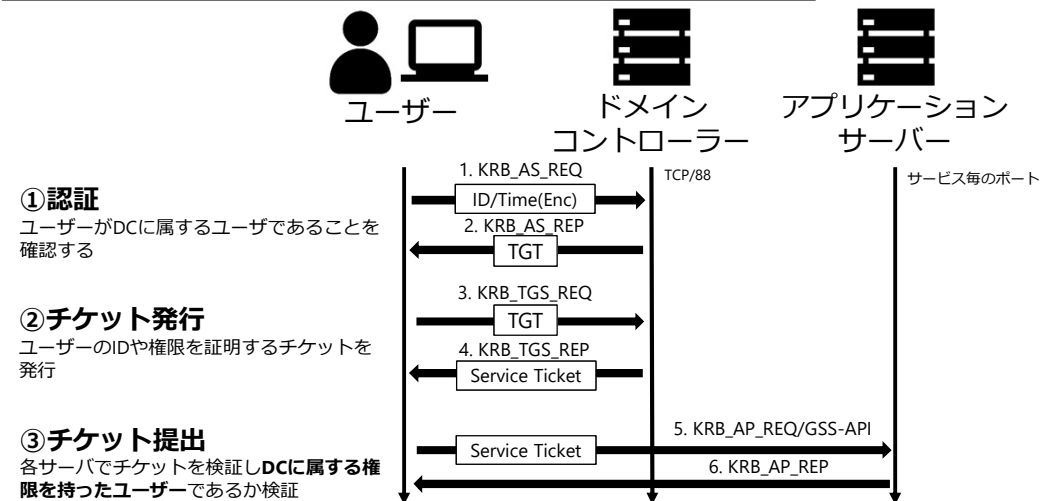 ユーザー
ドメイン
コントローラー
アプリケーション
サーバー
①認証
ユーザーがDCに属するユーザであることを
確認する
1. KRB_AS_REQ
ID/Time(Enc)
TCP/88
サービス毎のポート
2. KRB_AS_REP
TGT
②チケット発行
ユーザーのIDや権限を証明するチケットを
発行
3. KRB_TGS_REQ
TGT
4. KRB_TGS_REP
Service Ticket
③チケット提出
各サーバでチケットを検証しDCに属する権
限を持ったユーザーであるか検証
Service Ticket
5. KRB_AP_REQ/GSS-API
6. KRB_AP_REP